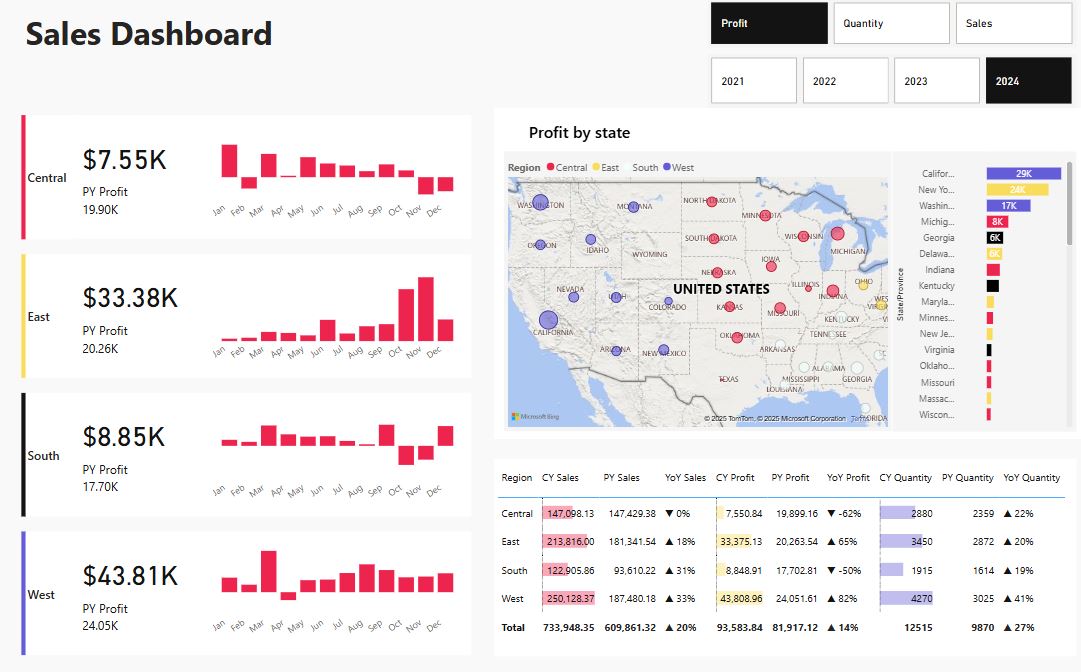 Sales Dashboard
Profit
Quantity
Sales
2021
2022
2023
2024
Central
$7.55K
PY Profit
19.90K
Jan Feb Mar Apr May Jun Jul Aug Sep Oct Nov Dec
East
$33.38K
PY Profit
20.26K
Jan Feb Mar Apr May Jun Jul Aug Sep Oct Nov Dec
South
$8.85K
PY Profit
17.70K
Jan Feb Mar Apr May Jun Jul Aug Sep Oct Nov Dec
West
$43.81K
PY Profit
24.05K
Jan Feb Mar Apr May Jun Jul Aug Sep Oct Nov Dec
Profit by state
Region Central East South West
WASHINGTON
MONTANA
NORTH DAKOTA
MINNESOTA
OREGON
IDAHO
SOUTH DAKOTA
WISCONSIN
MICHIGAN
WYOMING
IOWA
NEBRASKA
NEVADA
UTAH
COLORADO
UNITED STATES
ILLINOIS
INDIANA
OHIO
KANSAS
MISSOURI
CALIFORNIA
OKLAHOMA
TENNESSEE
ARIZONA
NEW MEXICO
ARKANSAS
TEXAS
MISSISSIPPI
ALABAMA
GEORGIA
LOUISIANA
Microsoft Bing
© 2025 TomTom, © 2025 Microsoft Corporation Terms
State/Province
Califor... 29K
New Yo... 24K
Washin... 17K
Michig... 8K
Georgia 6K
Delawa... 6K
Indiana
Kentucky
Maryla...
Minnes...
New Je...
Virginia
Oklaho...
Missouri
Massac...
Wiscon...
Region CY Sales PY Sales YoY Sales CY Profit PY Profit YoY Profit CY Quantity PY Quantity YoY Quantity
Central 147,098.13 147,429.38 ▼ 0% 7,550.84 19,899.16 ▼ -62% 2880 2359 ▲ 22%
East 213,816.00 181,341.54 ▲ 18% 33,375.13 20,263.54 ▲ 65% 3450 2872 ▲ 20%
South 122,905.86 93,610.22 ▲ 31% 8,848.91 17,702.81 ▼ -50% 1915 1614 ▲ 19%
West 250,128.37 187,480.18 ▲ 33% 43,808.96 24,051.61 ▲ 82% 4270 3025 ▲ 41%
Total 733,948.35 609,861.32 ▲ 20% 93,583.84 81,917.12 ▲ 14% 12515 9870 ▲ 27%